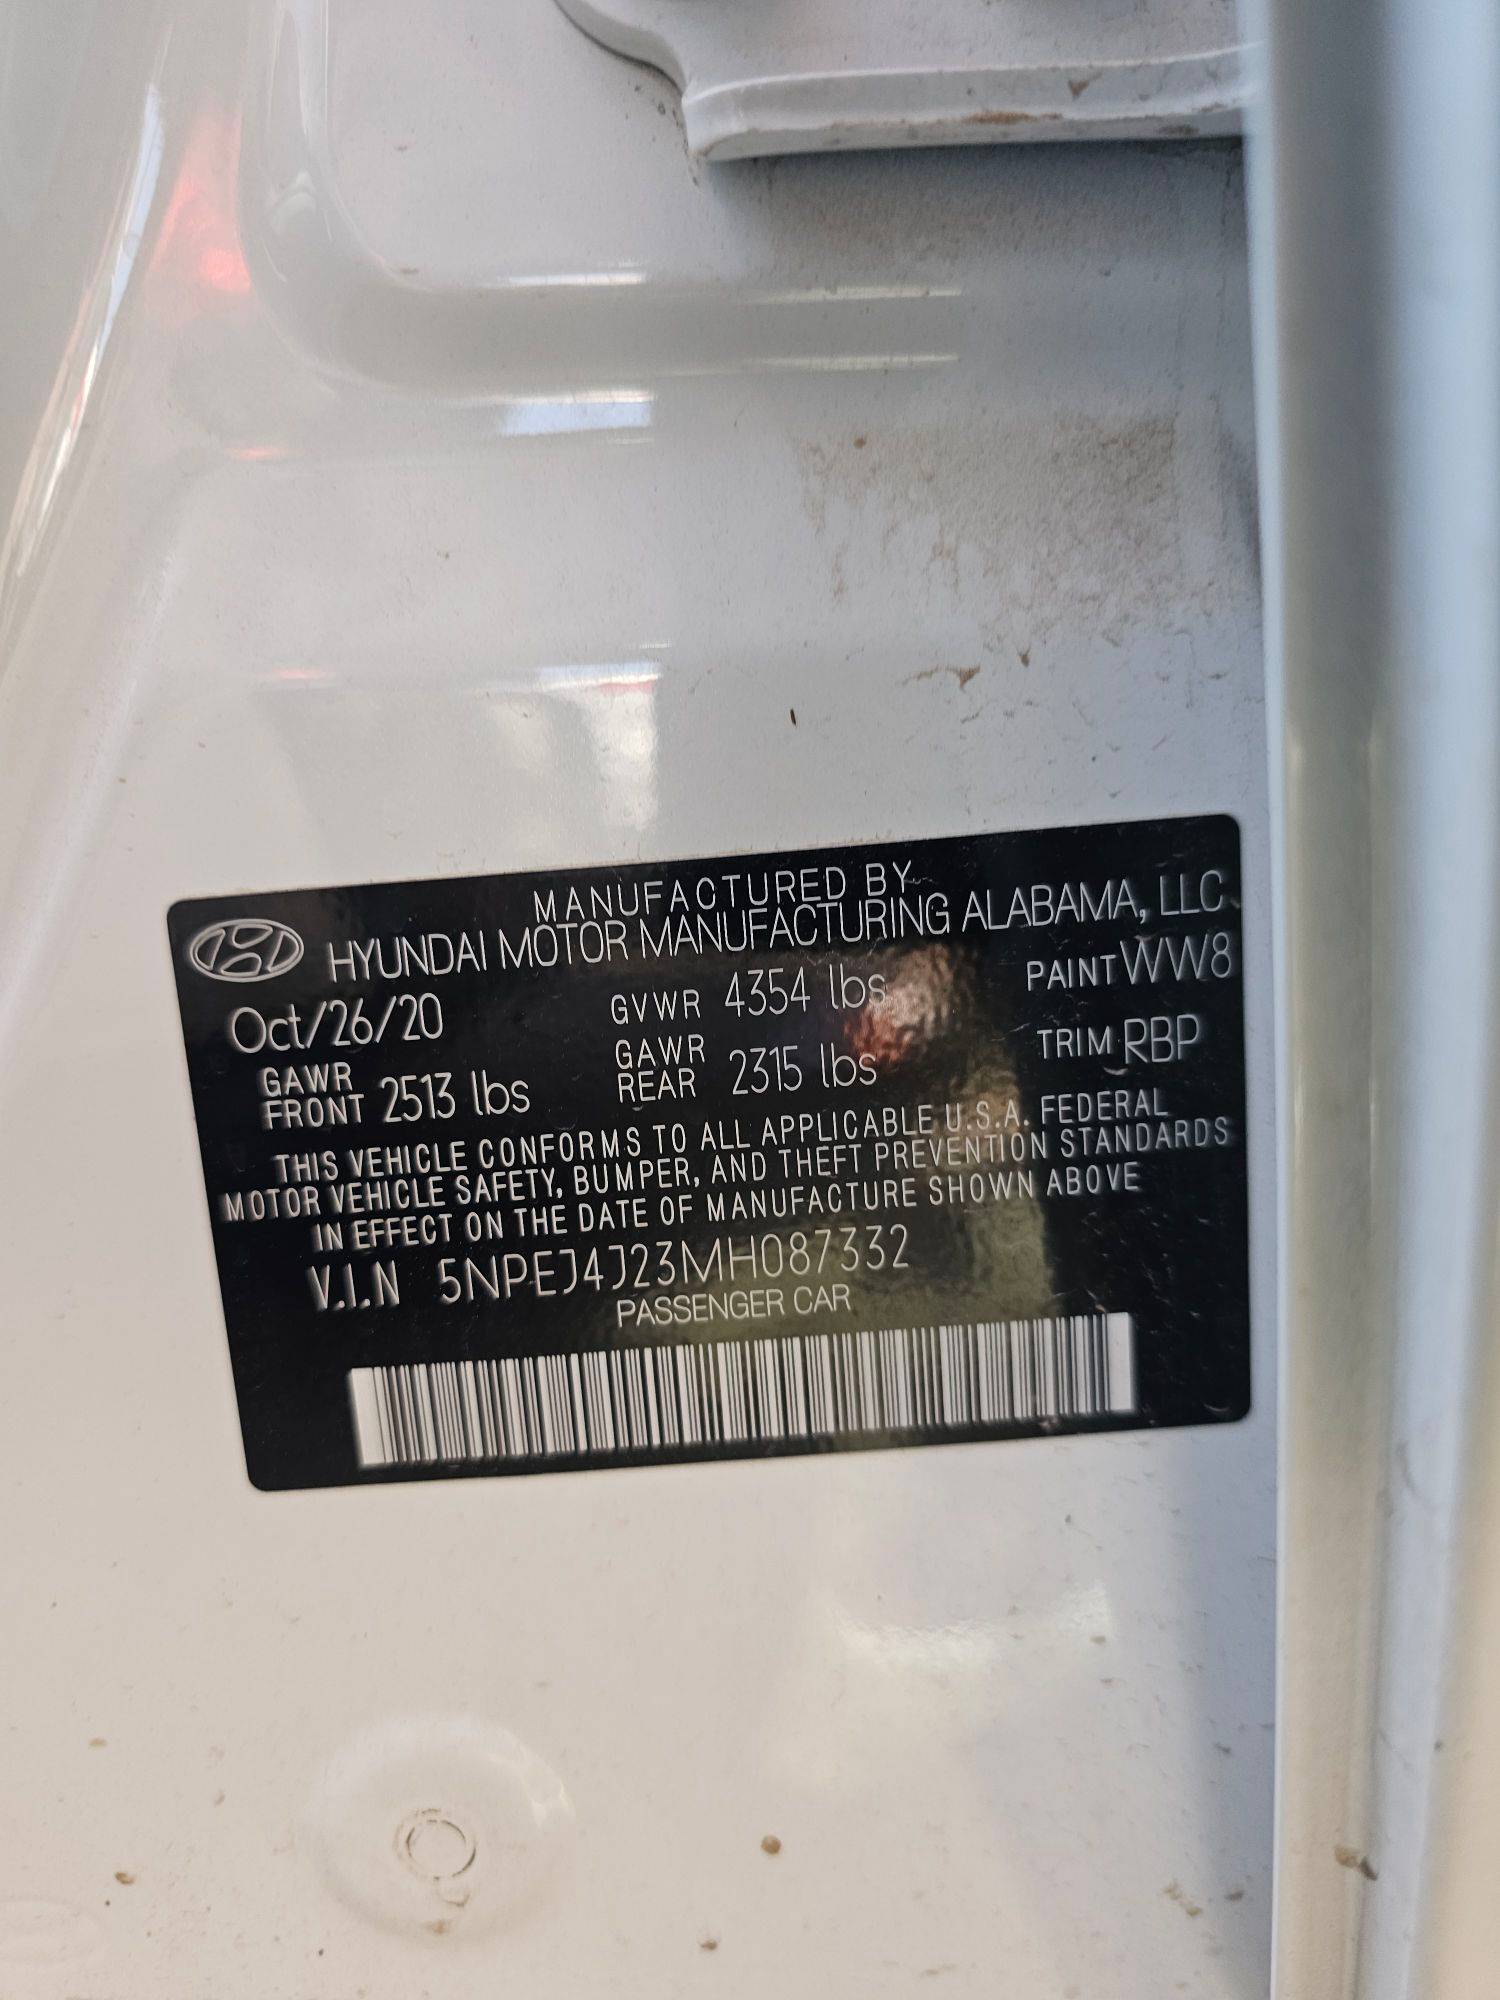 MANUFACTURED BY
HYUNDAI MOTOR MANUFACTURING ALABAMA, LLC
Oct/26/20 GVWR 4354 lbs PAINT WW8
GAWR FRONT 2513 lbs GAWR REAR 2315 lbs TRIM RBP
THIS VEHICLE CONFORMS TO ALL APPLICABLE U.S.A. FEDERAL
MOTOR VEHICLE SAFETY, BUMPER, AND THEFT PREVENTION STANDARDS
IN EFFECT ON THE DATE OF MANUFACTURE SHOWN ABOVE
V.I.N 5NPEJ4J23MH087332
PASSENGER CAR